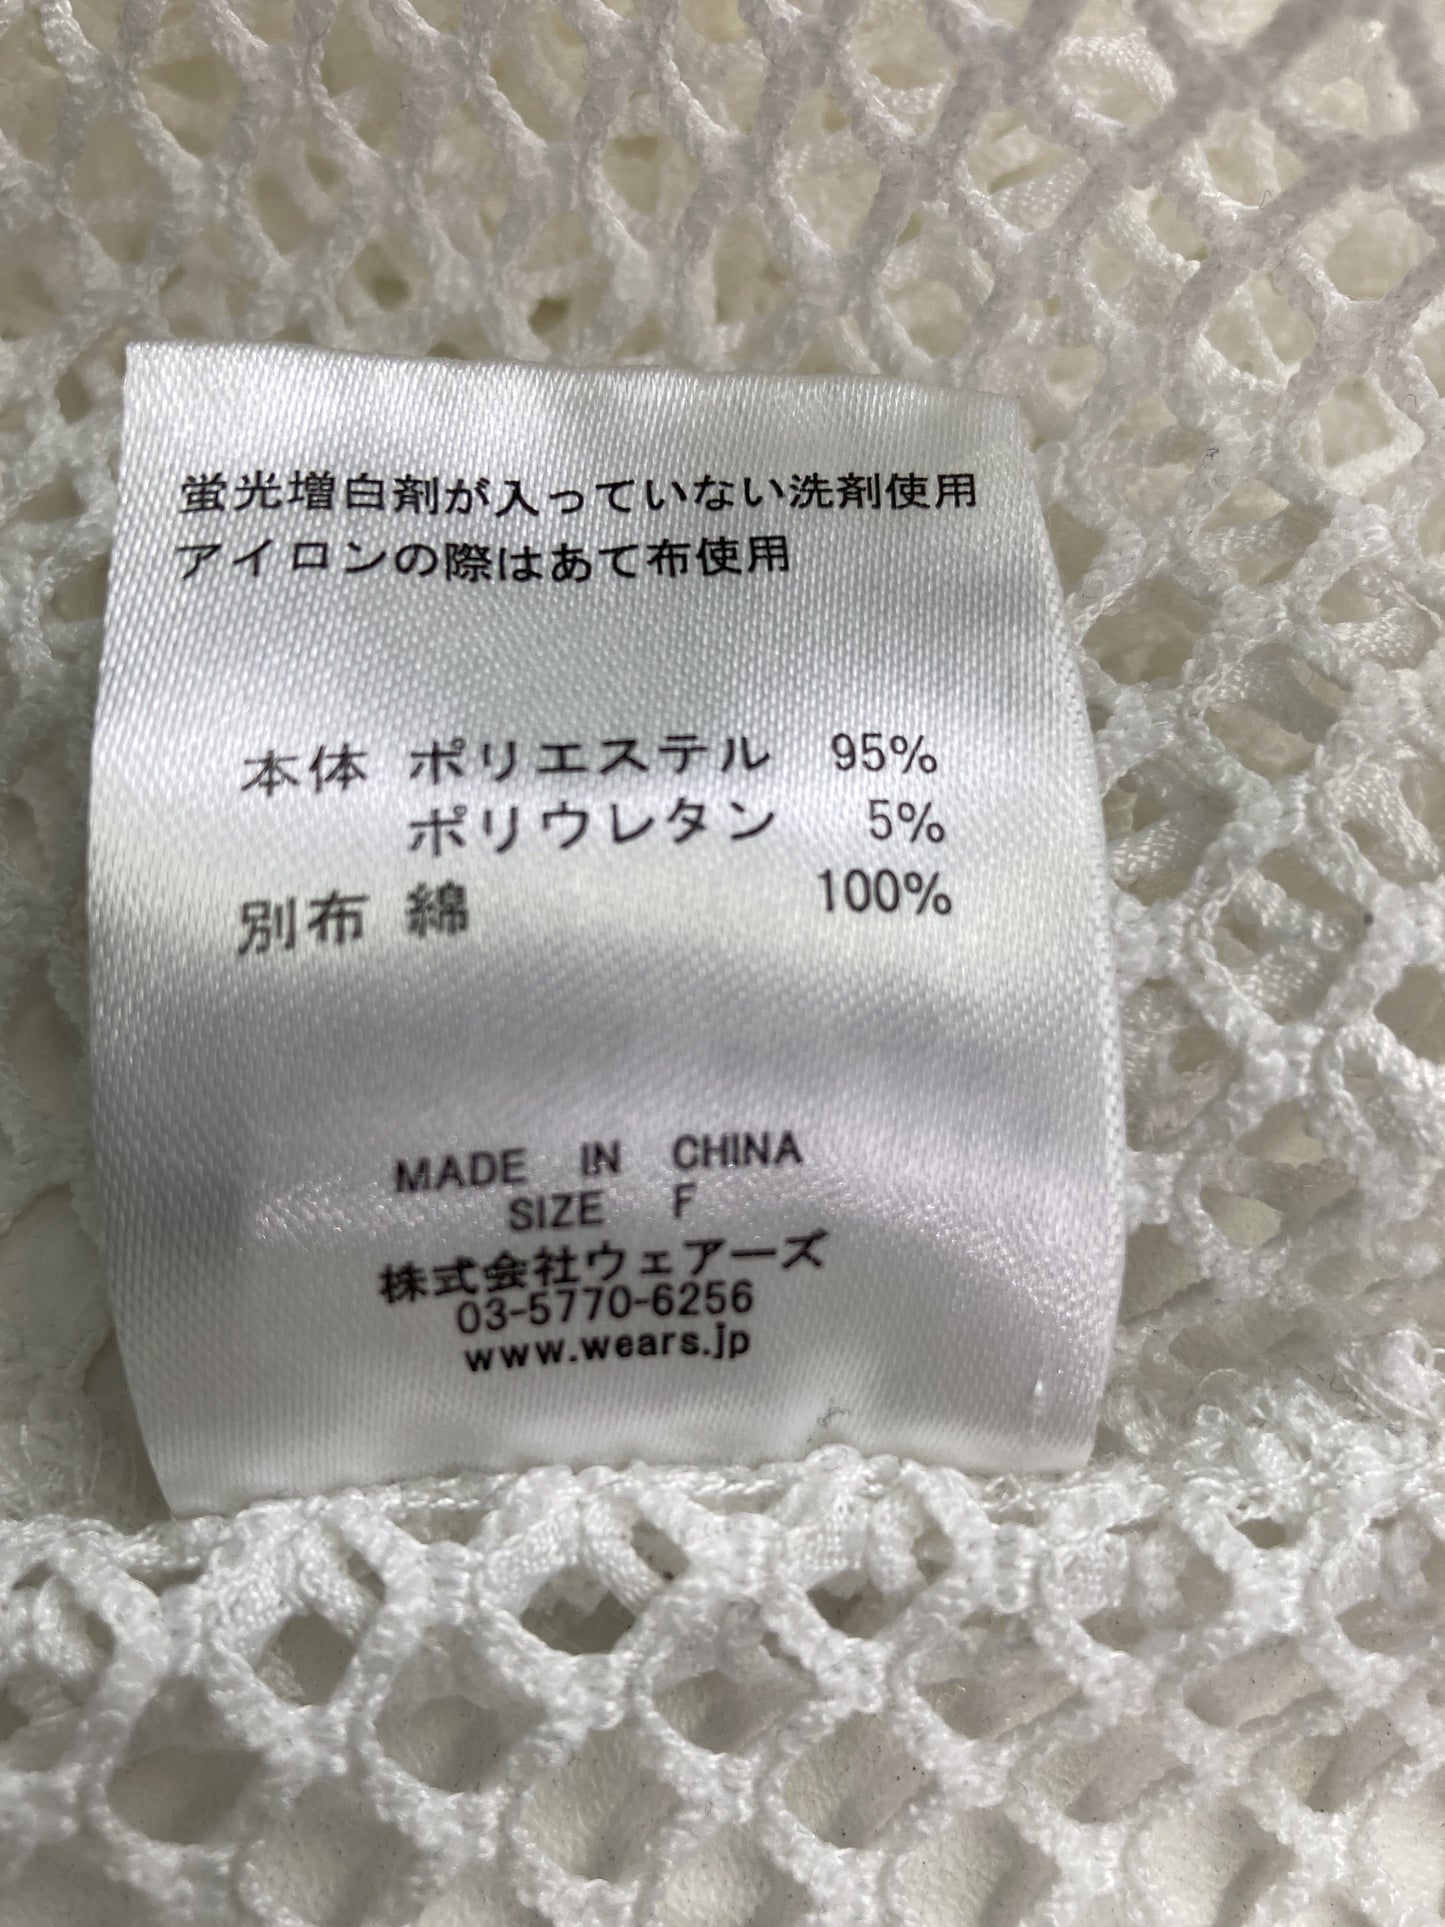 蛍光増白剤が入っていない洗剤使用
アイロンの際はあて布使用
本体 ポリエステル 95%
ポリウレタン 5%
別布 綿 100%
MADE IN CHINA
SIZE F
株式会社ウェアーズ
03-5770-6256
www.wears.jp